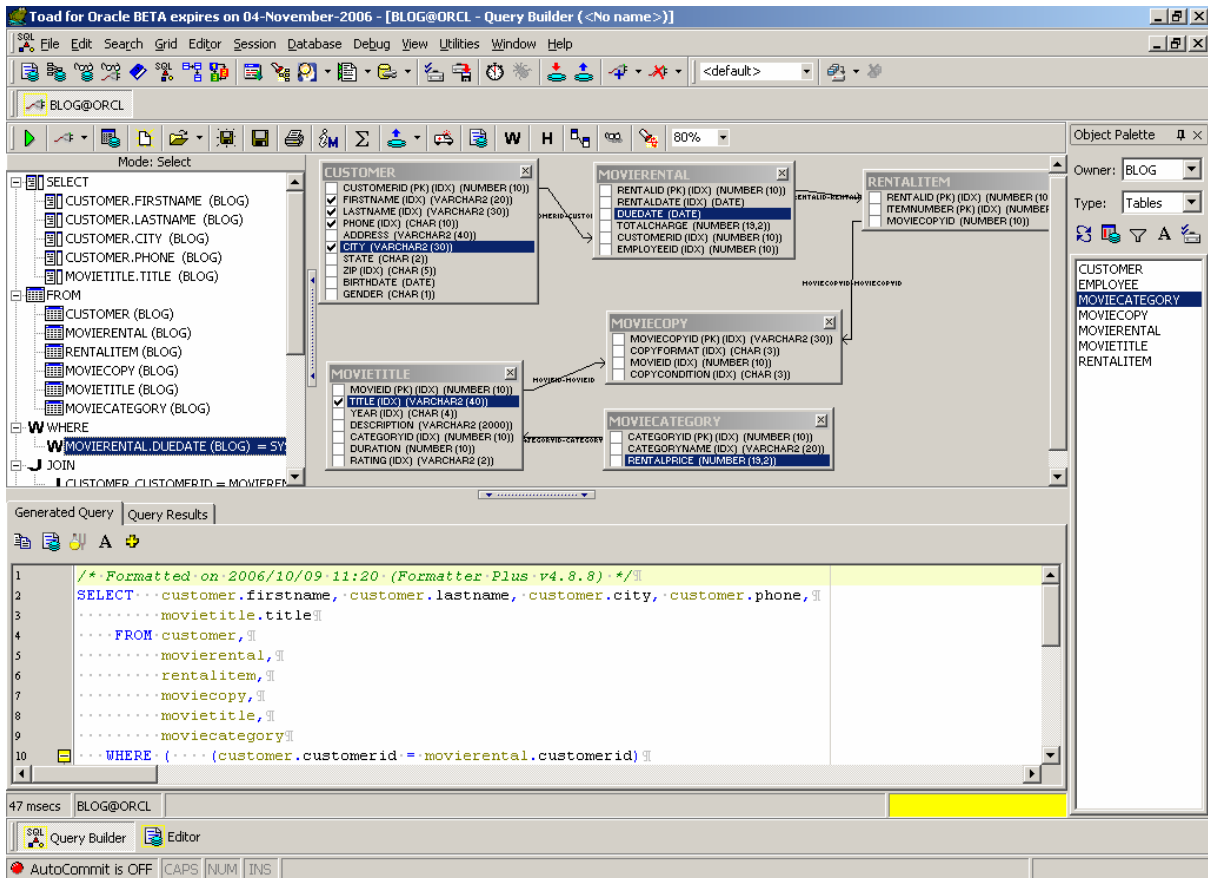 Toad for Oracle BETA expires on 04-November-2006 - [BLOG@ORCL - Query Builder (<No name>)]
SQL File Edit Search Grid Editor Session Database Debug View Utilities Window Help
<default>
BLOG@ORCL
80%
Mode: Select
SELECT
CUSTOMER.FIRSTNAME (BLOG)
CUSTOMER.LASTNAME (BLOG)
CUSTOMER.CITY (BLOG)
CUSTOMER.PHONE (BLOG)
MOVIETITLE.TITLE (BLOG)
FROM
CUSTOMER (BLOG)
MOVIERENTAL (BLOG)
RENTALITEM (BLOG)
MOVIECOPY (BLOG)
MOVIETITLE (BLOG)
MOVIECATEGORY (BLOG)
W WHERE
W MOVIERENTAL.DUEDATE (BLOG) = SY
J JOIN
J CUSTOMER.CUSTOMERID = MOVIEREN
CUSTOMER
CUSTOMERID (PK) (IDX) (NUMBER (10))
FIRSTNAME (IDX) (VARCHAR2 (20))
LASTNAME (IDX) (VARCHAR2 (30))
PHONE (IDX) (CHAR (10))
ADDRESS (VARCHAR2 (40))
CITY (VARCHAR2 (30))
STATE (CHAR (2))
ZIP (IDX) (CHAR (5))
BIRTHDATE (DATE)
GENDER (CHAR (1))
MOVIERENTAL
RENTALID (PK) (IDX) (NUMBER (10))
RENTALDATE (IDX) (DATE)
DUEDATE (DATE)
TOTALCHARGE (NUMBER (19,2))
CUSTOMERID (IDX) (NUMBER (10))
EMPLOYEEID (IDX) (NUMBER (10))
RENTALITEM
RENTALID (PK) (IDX) (NUMBER (10
ITEMNUMBER (PK) (IDX) (NUMBER
MOVIECOPYID (NUMBER (10))
MOVIECOPYID=MOVIECOPYID
MOVIECOPY
MOVIECOPYID (PK) (IDX) (VARCHAR2 (30))
COPYFORMAT (IDX) (CHAR (3))
MOVIEID (IDX) (NUMBER (10))
COPYCONDITION (IDX) (CHAR (3))
MOVIETITLE
MOVIEID (PK) (IDX) (NUMBER (10))
TITLE (IDX) (VARCHAR2 (40))
YEAR (IDX) (CHAR (4))
DESCRIPTION (VARCHAR2 (2000))
CATEGORYID (IDX) (NUMBER (10))
DURATION (NUMBER (10))
RATING (IDX) (VARCHAR2 (2))
MOVIEID=MOVIEID
MOVIECATEGORY
CATEGORYID (PK) (IDX) (NUMBER (10))
CATEGORYNAME (IDX) (VARCHAR2 (20))
RENTALPRICE (NUMBER (19,2))
Object Palette
Owner: BLOG
Type: Tables
CUSTOMER
EMPLOYEE
MOVIECATEGORY
MOVIECOPY
MOVIERENTAL
MOVIETITLE
RENTALITEM
Generated Query Query Results
1 /*·Formatted·on·2006/10/09·11:20·(Formatter·Plus·v4.8.8)·*/¶
2 SELECT···customer.firstname,·customer.lastname,·customer.city,·customer.phone,¶
3 ·········movietitle.title¶
4 ····FROM·customer,¶
5 ·········movierental,¶
6 ·········rentalitem,¶
7 ·········moviecopy,¶
8 ·········movietitle,¶
9 ·········moviecategory¶
10 ···WHERE·(····(customer.customerid·=·movierental.customerid)¶
47 msecs BLOG@ORCL
SQL Query Builder Editor
AutoCommit is OFF CAPS NUM INS